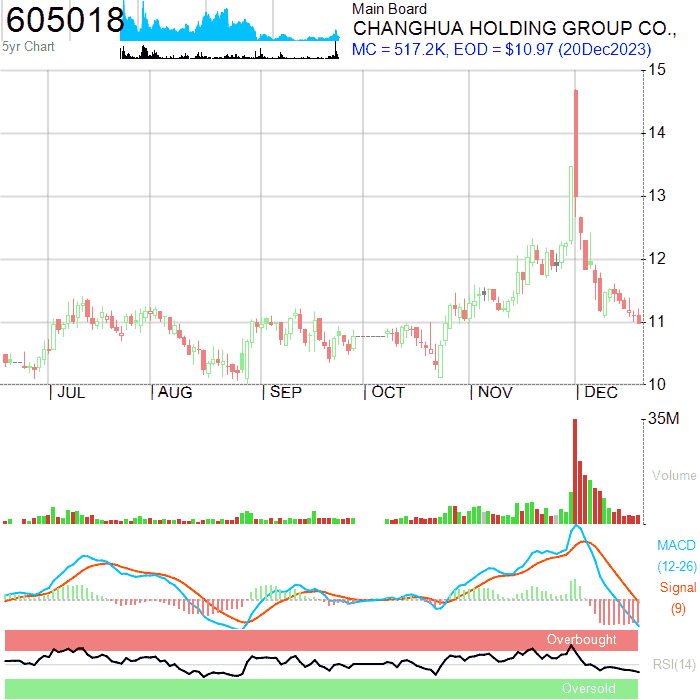 605018
5yr Chart
Main Board
CHANGHUA HOLDING GROUP CO.,
MC = 517.2K, EOD = $10.97 (20Dec2023)
15
14
13
12
11
10
JUL
AUG
SEP
OCT
NOV
DEC
35M
Volume
MACD
(12-26)
Signal
(9)
Overbought
RSI(14)
Oversold